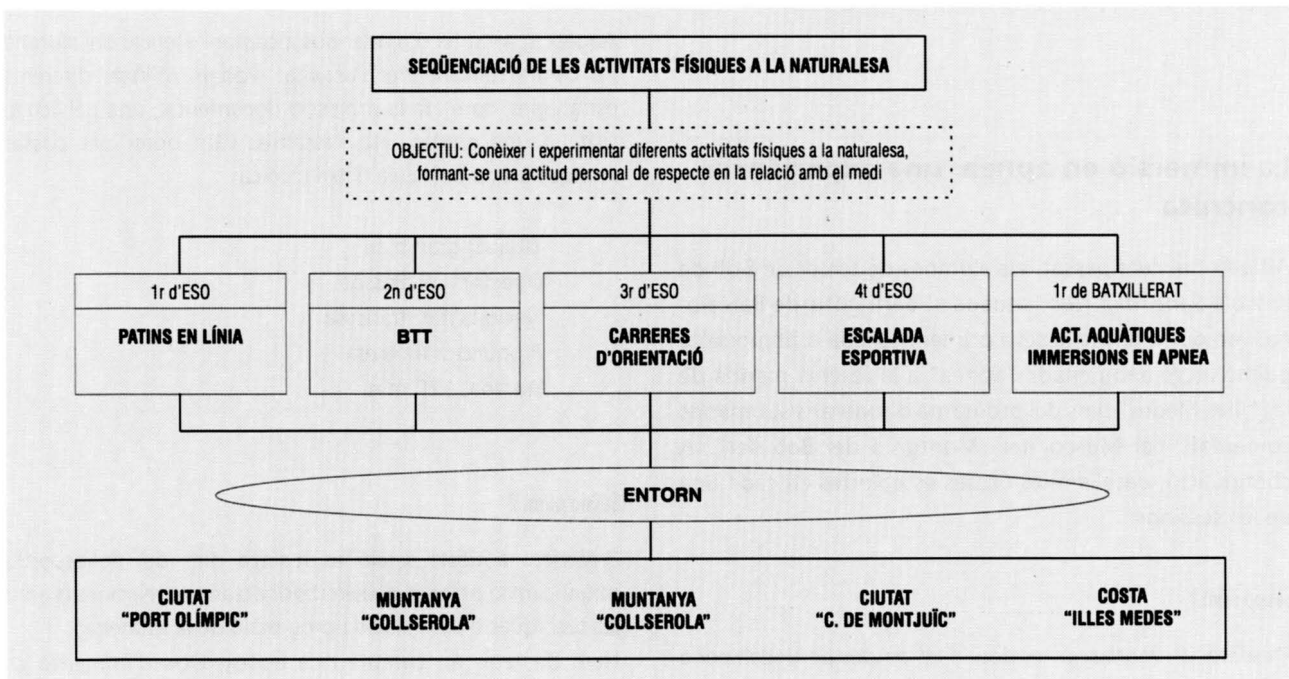 SEQÜENCIACIÓ DE LES ACTIVITATS FÍSIQUES A LA NATURALESA
OBJECTIU: Conèixer i experimentar diferents activitats físiques a la naturalesa,
formant-se una actitud personal de respecte en la relació amb el medi
1r d'ESO
PATINS EN LÍNIA
2n d'ESO
BTT
3r d'ESO
CARRERES
D'ORIENTACIÓ
4t d'ESO
ESCALADA
ESPORTIVA
1r de BATXILLERAT
ACT. AQUÀTIQUES
IMMERSIONS EN APNEA
ENTORN
CIUTAT
"PORT OLÍMPIC"
MUNTANYA
"COLLSEROLA"
MUNTANYA
"COLLSEROLA"
CIUTAT
"C. DE MONTJUÏC"
COSTA
"ILLES MEDES"